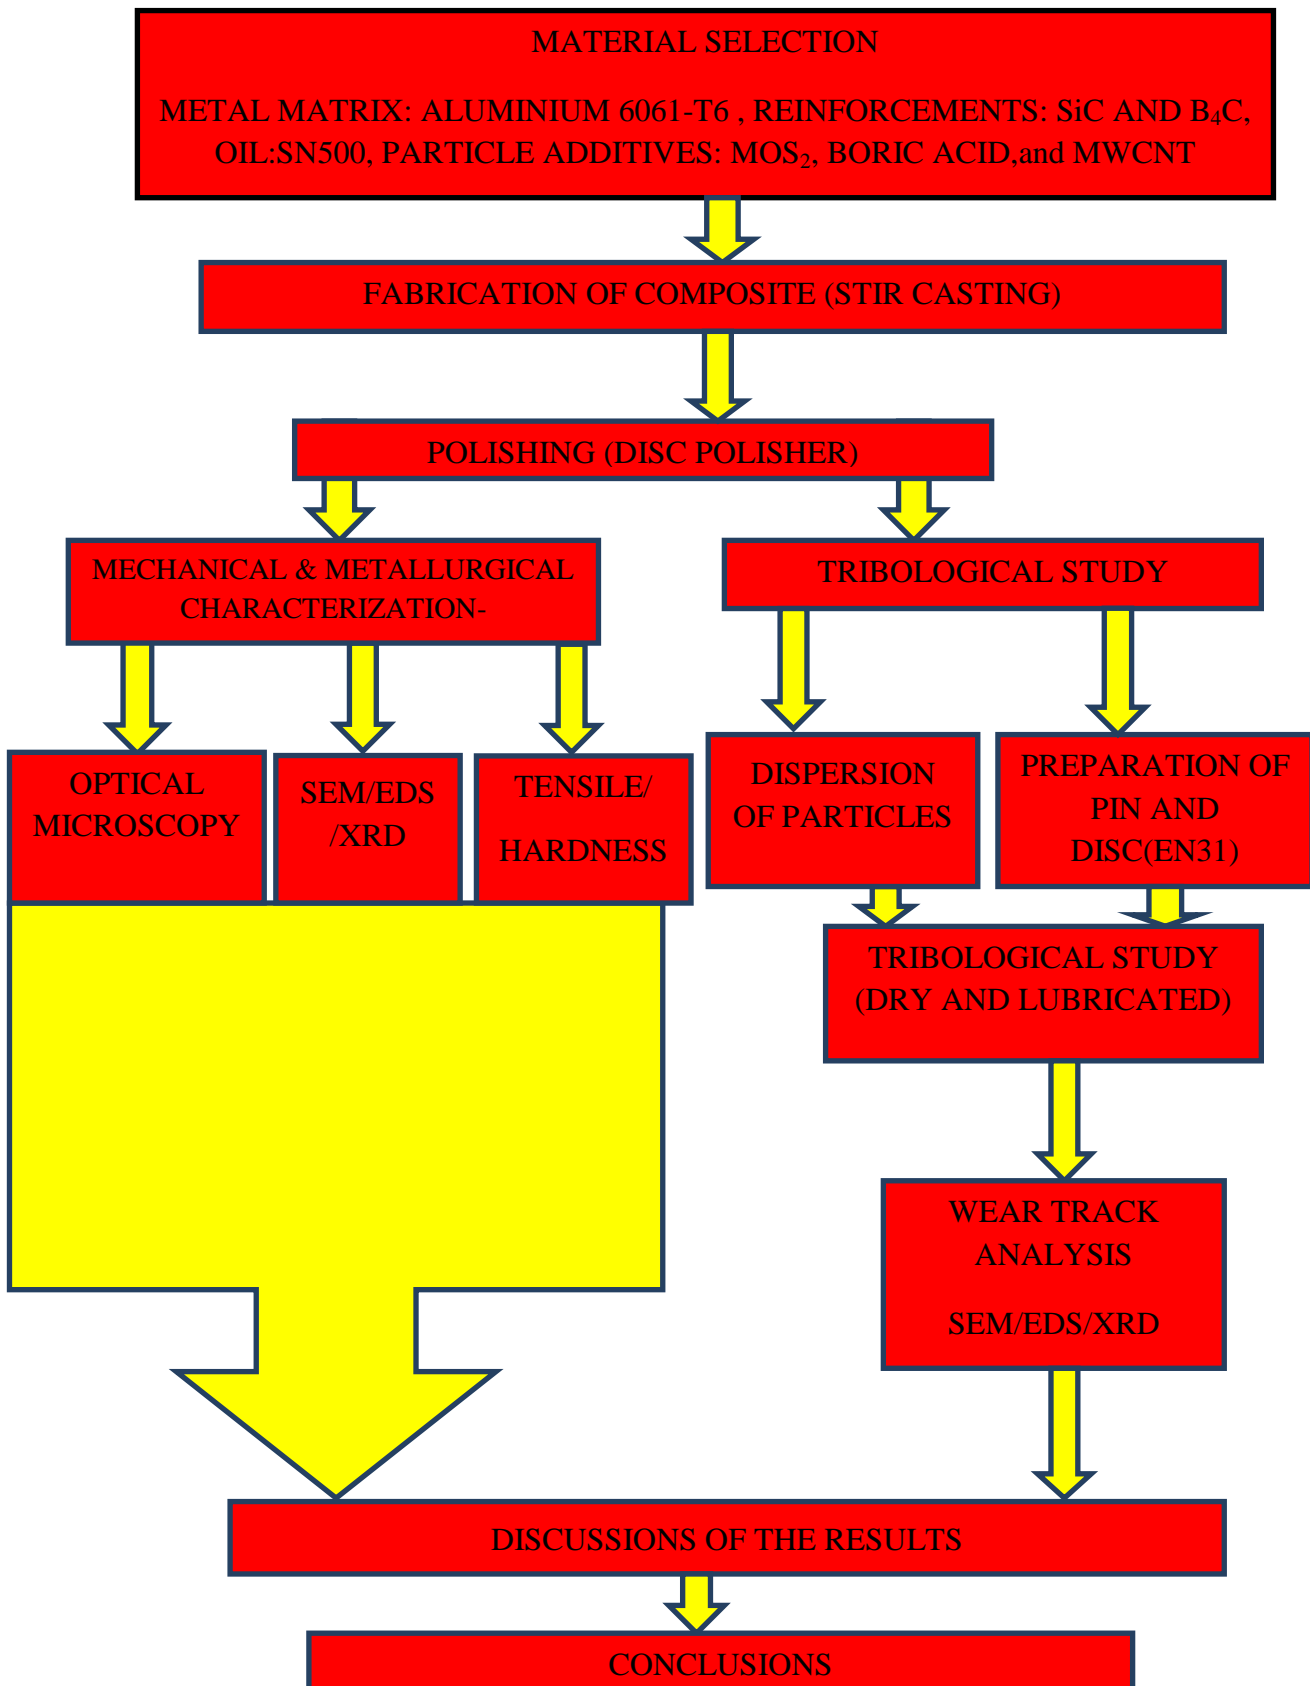 MATERIAL SELECTION
METAL MATRIX: ALUMINIUM 6061-T6 , REINFORCEMENTS: SiC AND B₄C,
OIL:SN500, PARTICLE ADDITIVES: MOS₂, BORIC ACID,and MWCNT
FABRICATION OF COMPOSITE (STIR CASTING)
POLISHING (DISC POLISHER)
MECHANICAL & METALLURGICAL
CHARACTERIZATION-
TRIBOLOGICAL STUDY
OPTICAL
MICROSCOPY
SEM/EDS
/XRD
TENSILE/
HARDNESS
DISPERSION
OF PARTICLES
PREPARATION OF
PIN AND
DISC(EN31)
TRIBOLOGICAL STUDY
(DRY AND LUBRICATED)
WEAR TRACK
ANALYSIS
SEM/EDS/XRD
DISCUSSIONS OF THE RESULTS
CONCLUSIONS